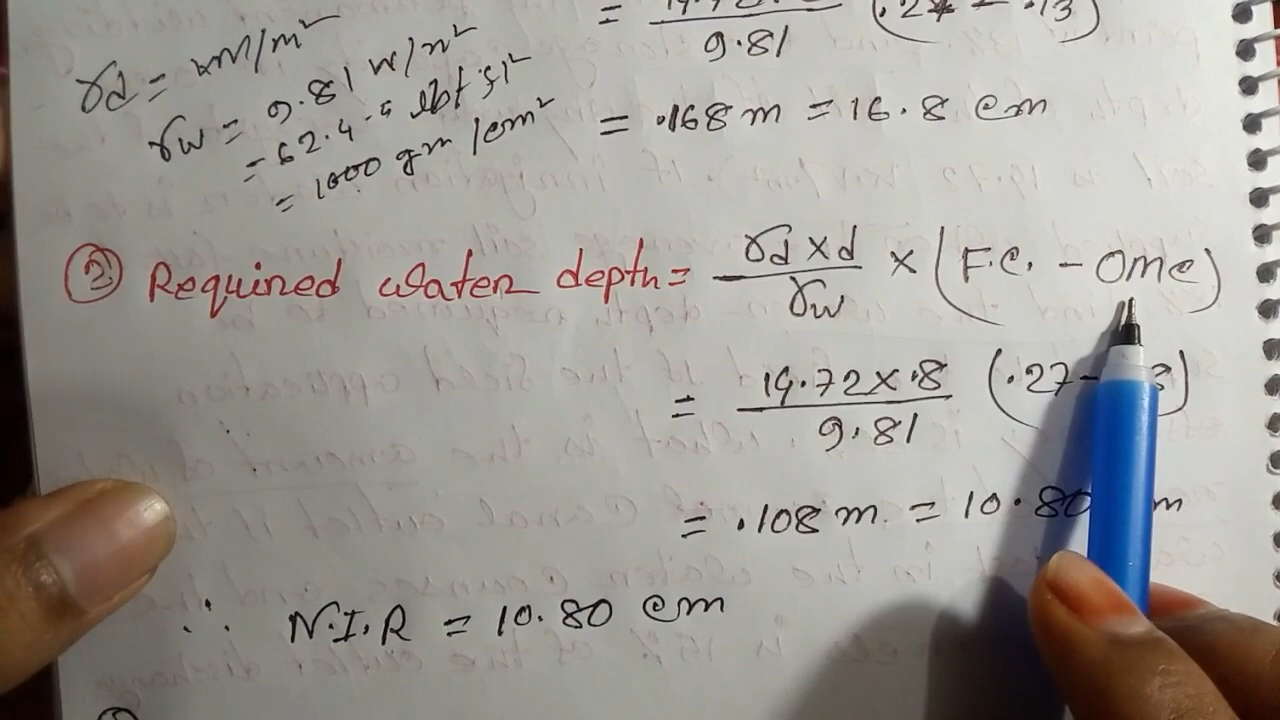 γd = kN/m²
γw = 9.81 N/m²
= 62.4 lbf
= 1000 gm/cm²
9.81
= .168 m = 16.8 cm
② Required water depth = γd × d / γw × (F.C. - OMC)
= 19.72 × .8 / 9.81 (.27 -
= .108 m = 10.80 m
∴ N.I.R = 10.80 cm